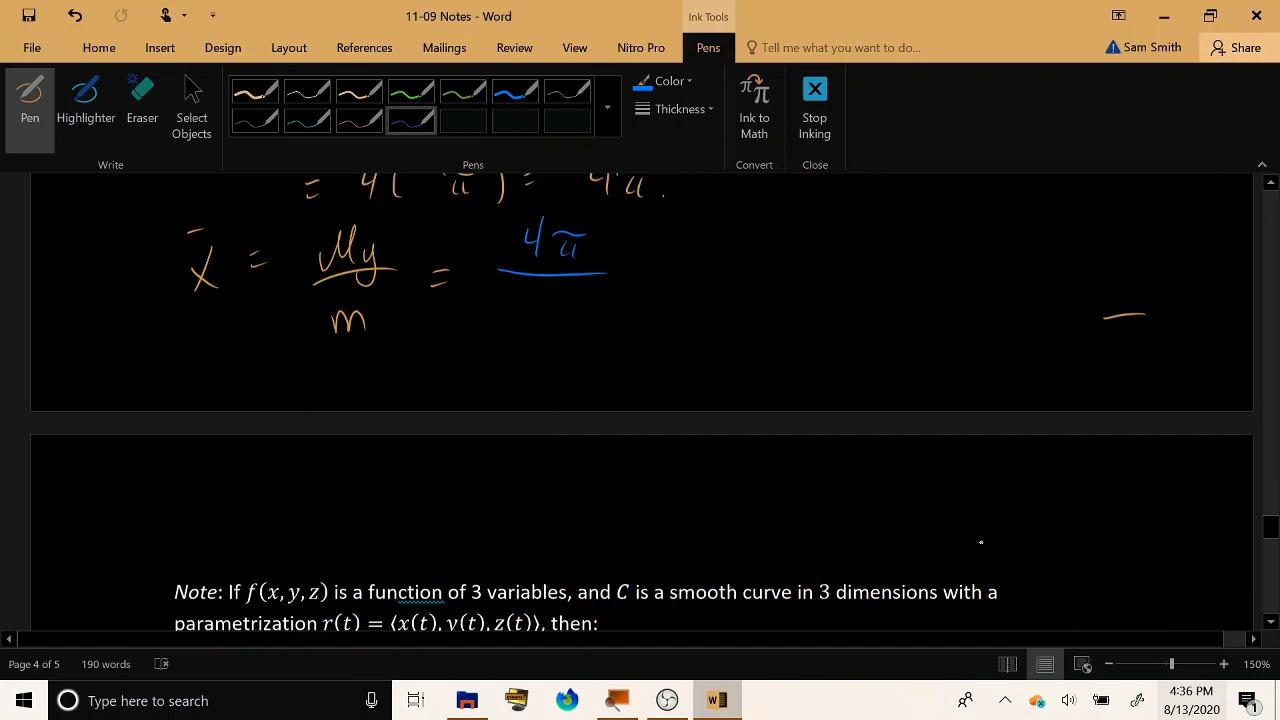 11-09 Notes - Word
Ink Tools
File Home Insert Design Layout References Mailings Review View Nitro Pro Pens Tell me what you want to do... Sam Smith Share
Pen Highlighter Eraser Select Objects Color Thickness Ink to Math Stop Inking
Write Pens Convert Close
= 4( π ) = 4π.
x̄ = My / m = 4π
Note: If f(x, y, z) is a function of 3 variables, and C is a smooth curve in 3 dimensions with a
parametrization r(t) = ⟨x(t), y(t), z(t)⟩, then:
Page 4 of 5 190 words 150%
Type here to search
4:36 PM
8/13/2020
1